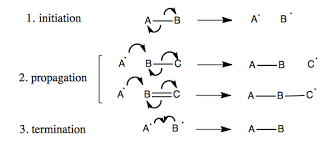 1. initiation A—B A· B·
A· B—C A—B C·
2. propagation
A· B=C A—B—C·
3. termination A· B· A—B